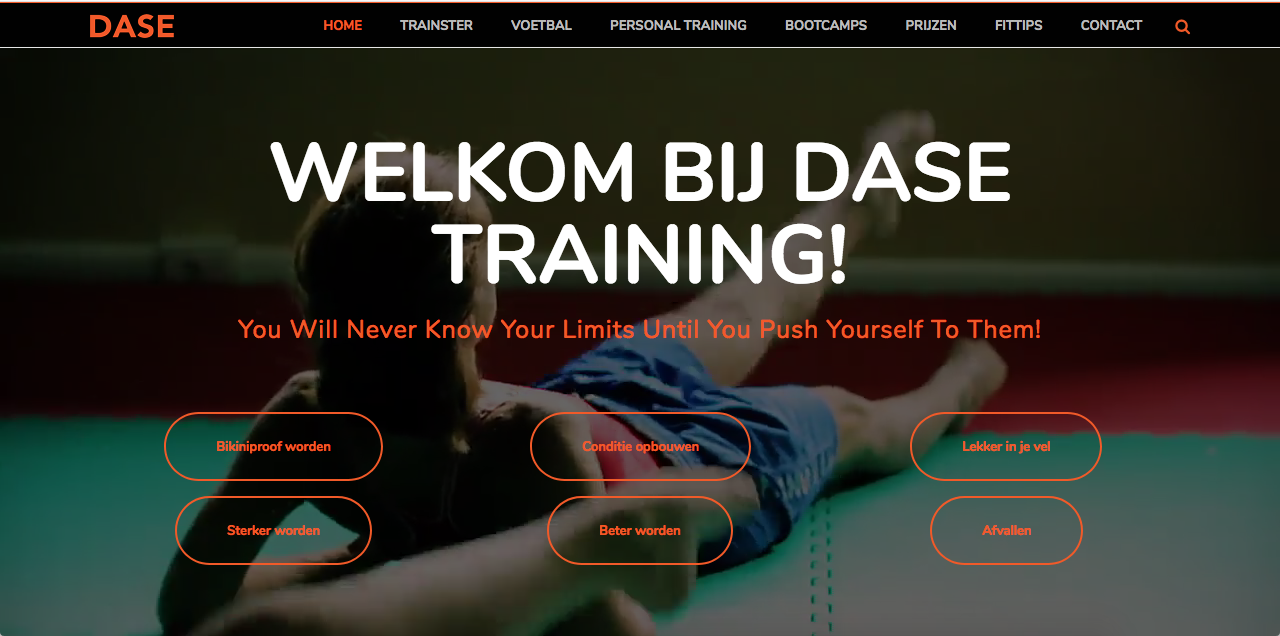 DASE
HOME TRAINSTER VOETBAL PERSONAL TRAINING BOOTCAMPS PRIJZEN FITTIPS CONTACT
WELKOM BIJ DASE
TRAINING!
You Will Never Know Your Limits Until You Push Yourself To Them!
Bikiniproof worden
Conditie opbouwen
Lekker in je vel
Sterker worden
Beter worden
Afvallen